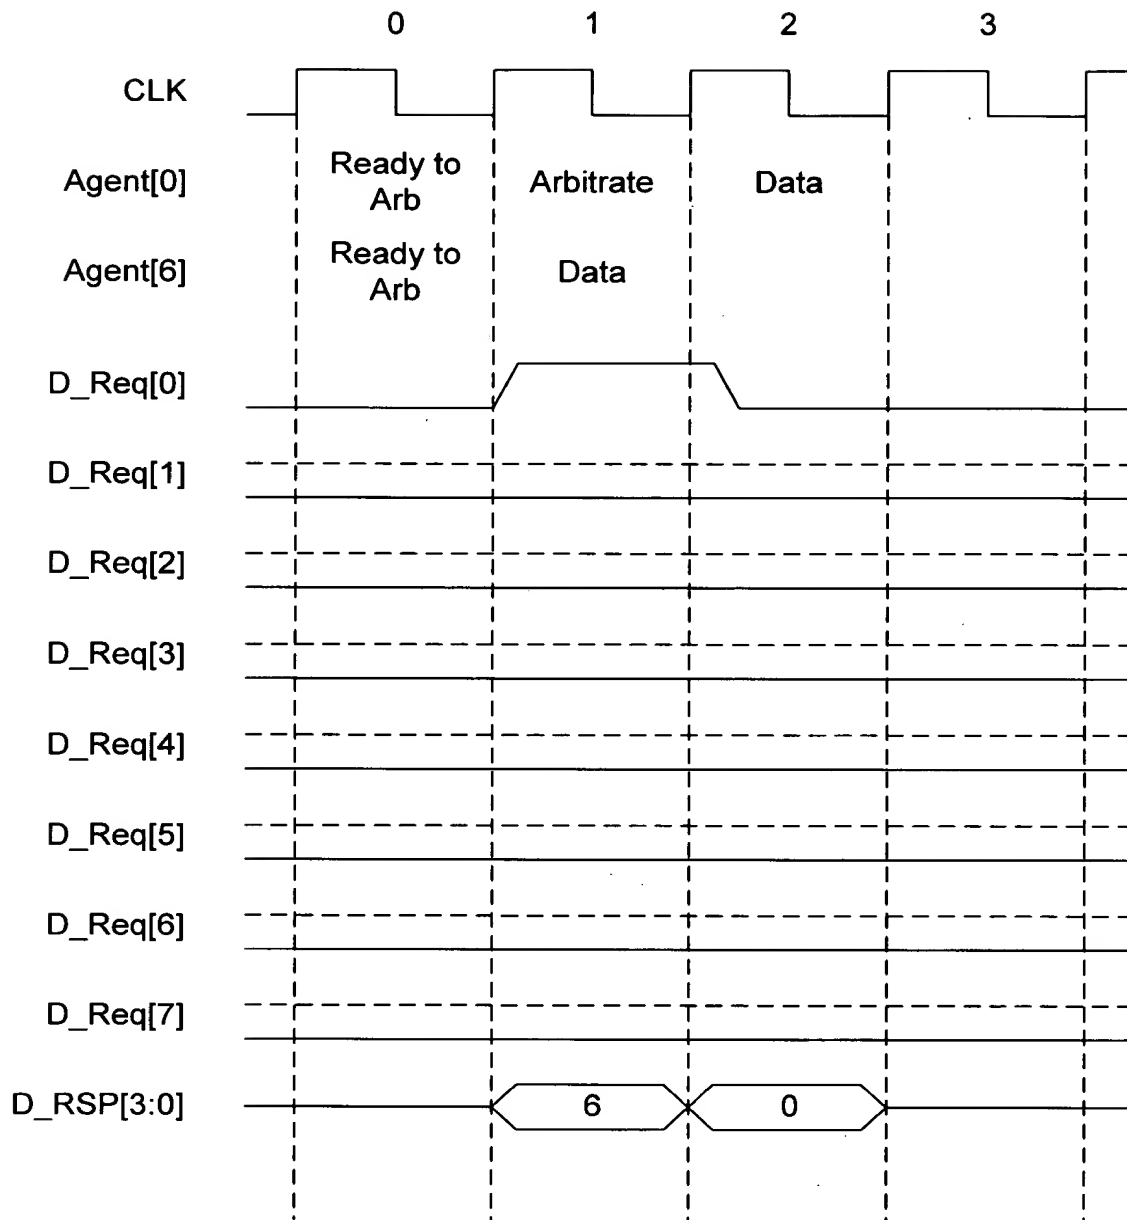 0 1 2 3
CLK
Agent[0] Ready to Arb Arbitrate Data
Agent[6] Ready to Arb Data
D_Req[0]
D_Req[1]
D_Req[2]
D_Req[3]
D_Req[4]
D_Req[5]
D_Req[6]
D_Req[7]
D_RSP[3:0] 6 0